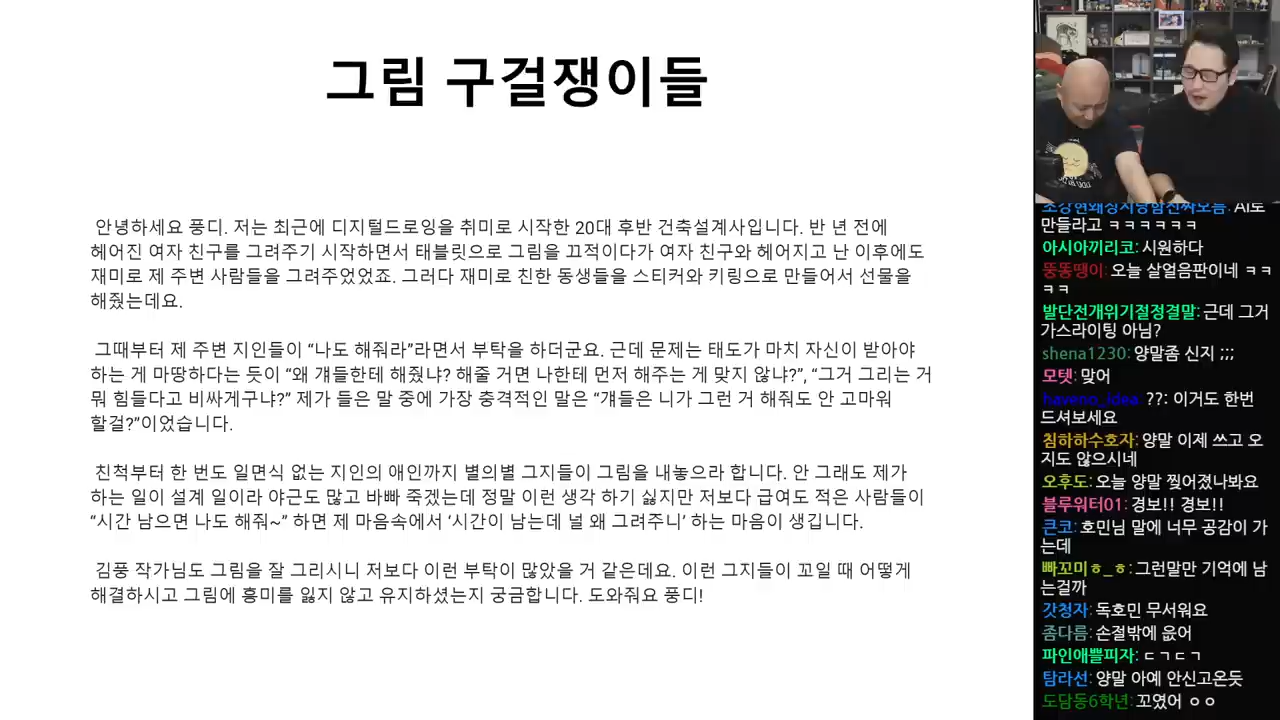 그림 구걸쟁이들
안녕하세요 풍디. 저는 최근에 디지털드로잉을 취미로 시작한 20대 후반 건축설계사입니다. 반 년 전에
헤어진 여자 친구를 그려주기 시작하면서 태블릿으로 그림을 끄적이다가 여자 친구와 헤어지고 난 이후에도
재미로 제 주변 사람들을 그려주었었죠. 그러다 재미로 친한 동생들을 스티커와 키링으로 만들어서 선물을
해줬는데요.
그때부터 제 주변 지인들이 “나도 해줘라”라면서 부탁을 하더군요. 근데 문제는 태도가 마치 자신이 받아야
하는 게 마땅하다는 듯이 “왜 걔들한테 해줬냐? 해줄 거면 나한테 먼저 해주는 게 맞지 않냐?”, “그거 그리는 거
뭐 힘들다고 비싸게구냐?” 제가 들은 말 중에 가장 충격적인 말은 “걔들은 니가 그런 거 해줘도 안 고마워
할걸?”이었습니다.
친척부터 한 번도 일면식 없는 지인의 애인까지 별의별 그지들이 그림을 내놓으라 합니다. 안 그래도 제가
하는 일이 설계 일이라 야근도 많고 바빠 죽겠는데 정말 이런 생각 하기 싫지만 저보다 급여도 적은 사람들이
“시간 남으면 나도 해줘~” 하면 제 마음속에서 ‘시간이 남는데 널 왜 그려주니’ 하는 마음이 생깁니다.
김풍 작가님도 그림을 잘 그리시니 저보다 이런 부탁이 많았을 거 같은데요. 이런 그지들이 꼬일 때 어떻게
해결하시고 그림에 흥미를 잃지 않고 유지하셨는지 궁금합니다. 도와줘요 풍디!
AI로
만들라고 ㅋㅋㅋㅋㅋㅋ
아시아끼리코: 시원하다
뚱똥땡이: 오늘 살얼음판이네 ㅋㅋ
ㅋㅋ
발단전개위기절정결말: 근데 그거
가스라이팅 아님?
shena1230: 양말좀 신지 ;;;
모텟: 맞어
haveno_idea: ??: 이거도 한번
드셔보세요
침하하수호자: 양말 이제 쓰고 오
지도 않으시네
오후도: 오늘 양말 찢어졌나봐요
블루워터01: 경보!! 경보!!
큰코: 호민님 말에 너무 공감이 가
는데
빠꼬미ㅎ_ㅎ: 그런말만 기억에 남
는걸까
갓청자: 독호민 무서워요
좀다름: 손절밖에 읎어
파인애쁠피자: ㄷㄱㄷㄱ
탐라선: 양말 아예 안신고온듯
도담동6학년: 꼬였어 ㅇㅇ